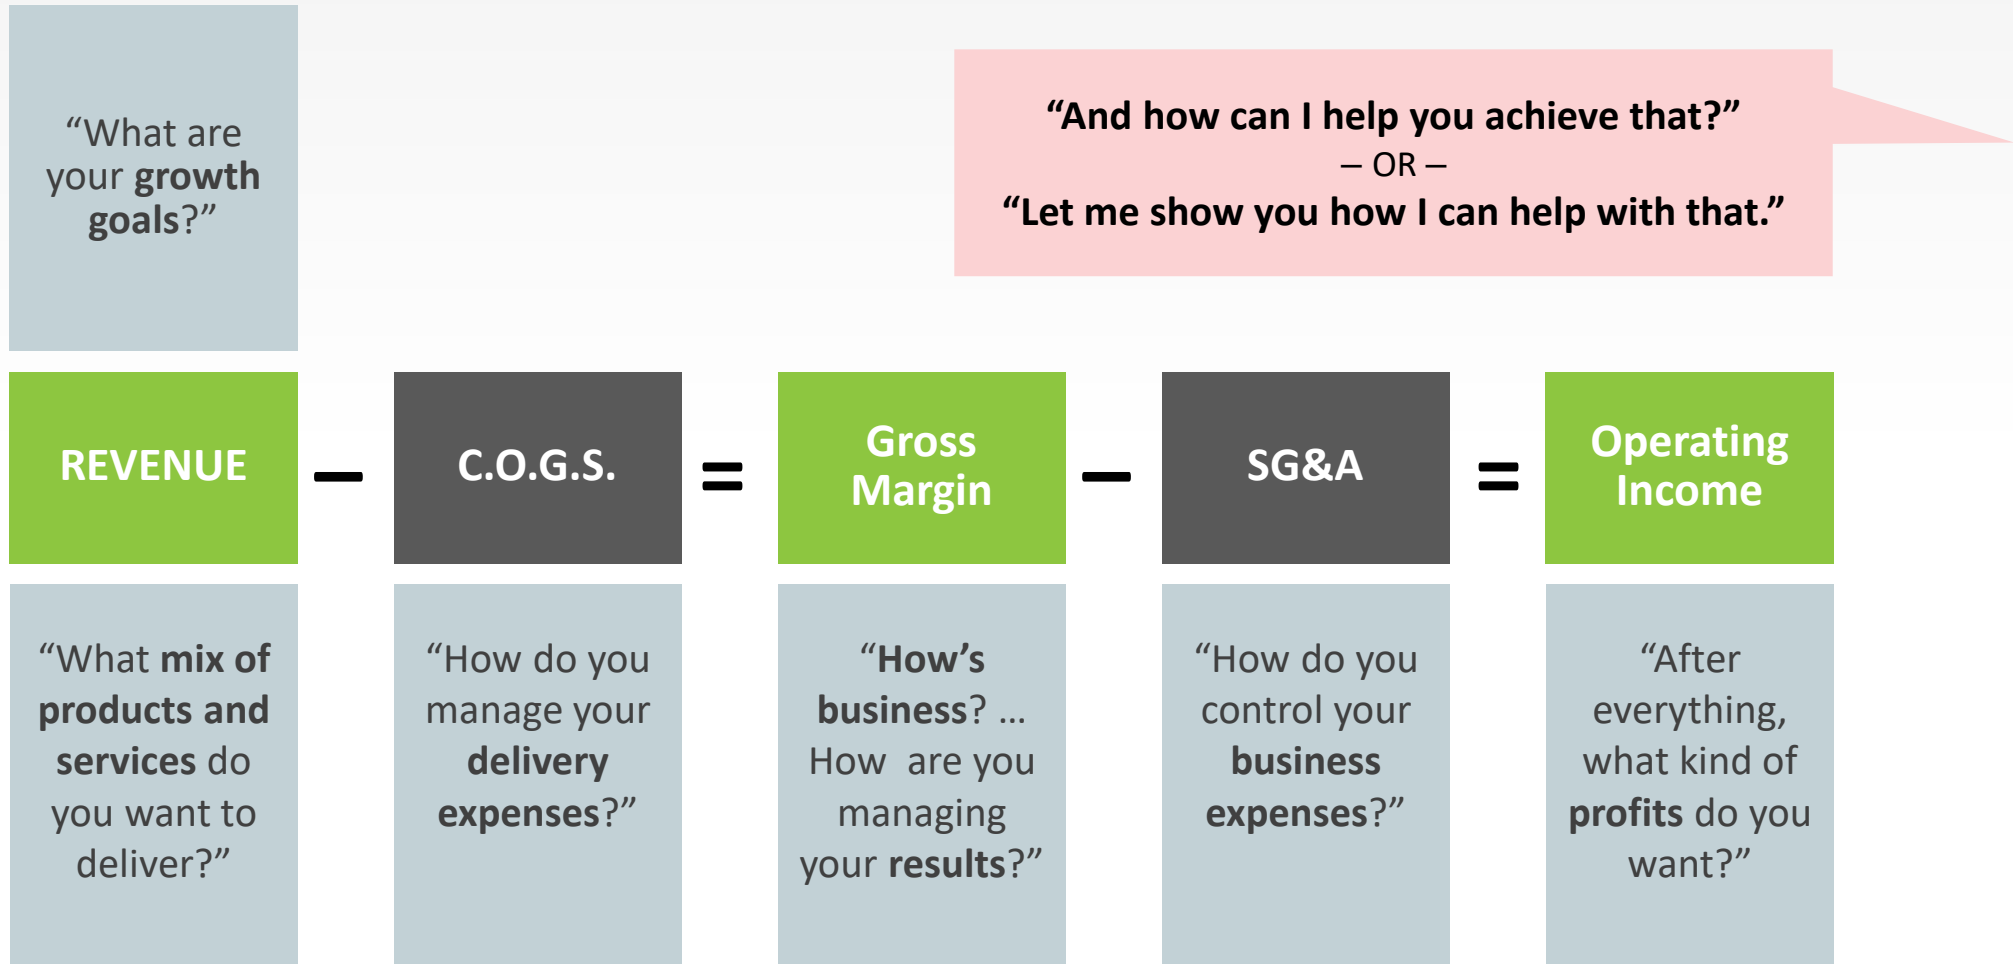 “What are
your growth
goals?”
“And how can I help you achieve that?”
– OR –
“Let me show you how I can help with that.”
REVENUE
–
C.O.G.S.
=
Gross
Margin
–
SG&A
=
Operating
Income
“What mix of
products and
services do
you want to
deliver?”
“How do you
manage your
delivery
expenses?”
“How’s
business? ...
How  are you
managing
your results?”
“How do you
control your
business
expenses?”
“After
everything,
what kind of
profits do you
want?”